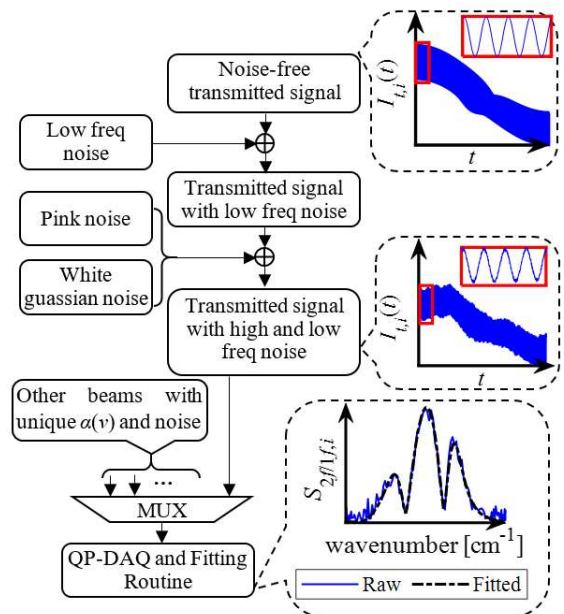 Noise-free
transmitted signal
I_{t,i}(t)
t
Low freq
noise
Transmitted signal
with low freq noise
Pink noise
White
guassian noise
Transmitted signal
with high and low
freq noise
I_{t,i}(t)
t
Other beams with
unique α(v) and noise
...
MUX
QP-DAQ and Fitting
Routine
S_{2f/1f,i}
wavenumber [cm⁻¹]
Raw
Fitted